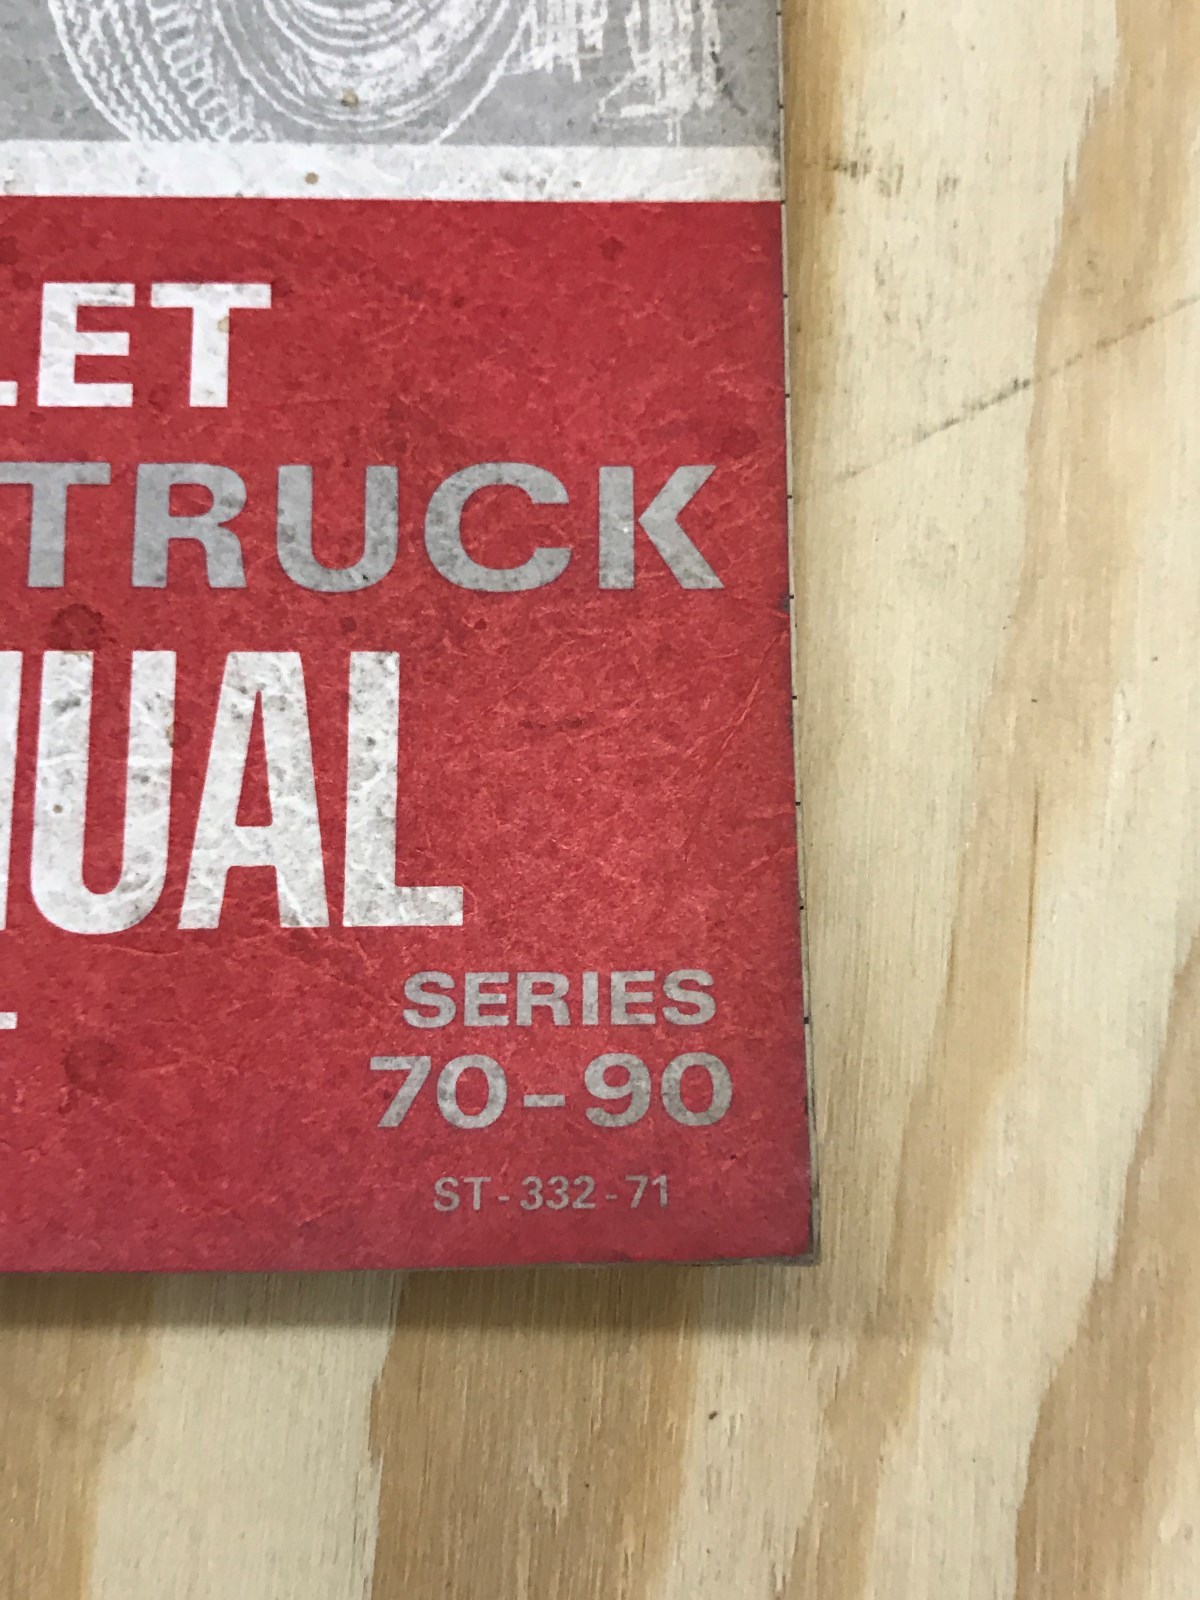 LET
TRUCK
UAL
SERIES
70-90
ST-332-71